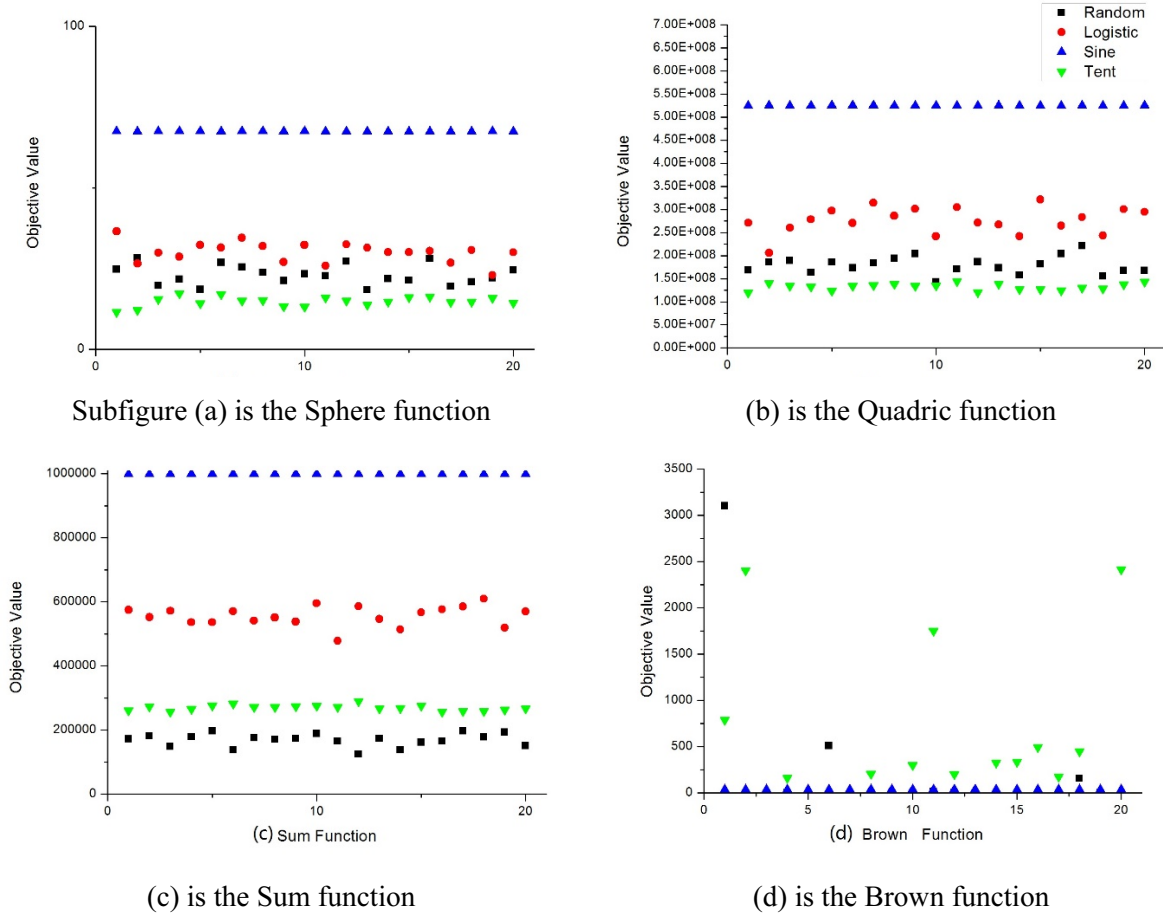 100
0
Objective Value
0
10
20
Subfigure (a) is the Sphere function
7.00E+008
6.50E+008
6.00E+008
5.50E+008
5.00E+008
4.50E+008
4.00E+008
3.50E+008
3.00E+008
2.50E+008
2.00E+008
1.50E+008
1.00E+008
5.00E+007
0.00E+000
Objective Value
Random
Logistic
Sine
Tent
0
10
20
(b) is the Quadric function
1000000
800000
600000
400000
200000
0
Objective Value
0
10
20
(c) Sum Function
(c) is the Sum function
3500
3000
2500
2000
1500
1000
500
0
Objective Value
0
5
10
15
20
(d) Brown Function
(d) is the Brown function